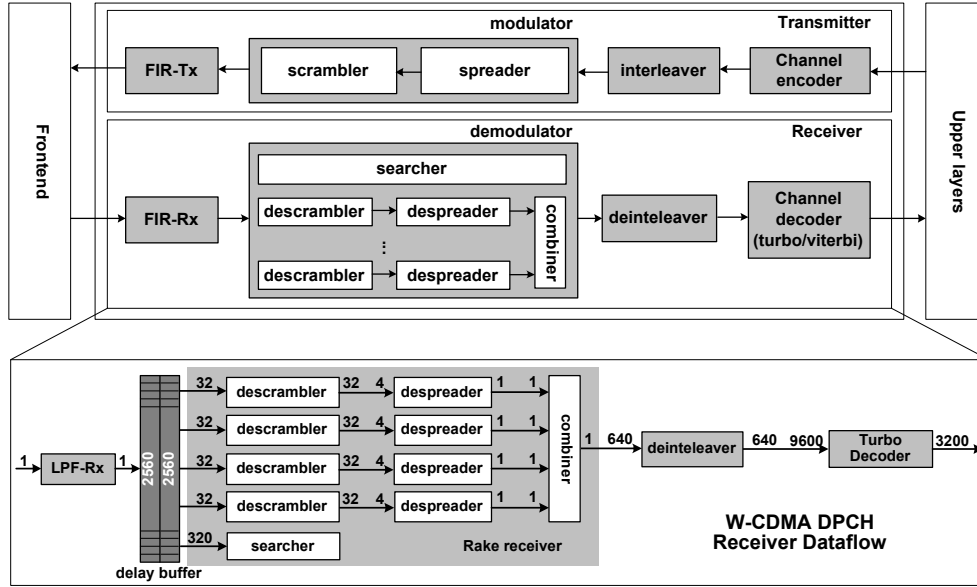 modulator
Transmitter
FIR-Tx
scrambler
spreader
interleaver
Channel
encoder
Frontend
Upper layers
demodulator
Receiver
searcher
FIR-Rx
descrambler
despreader
...
descrambler
despreader
combiner
deinteleaver
Channel
decoder
(turbo/viterbi)
32 descrambler 32 4 despreader 1 1
32 descrambler 32 4 despreader 1 1
1 LPF-Rx 1
2560
2560
32 descrambler 32 4 despreader 1 1
32 descrambler 32 4 despreader 1 1
combiner
1 640 deinteleaver 640 9600 Turbo
Decoder 3200
320 searcher
Rake receiver
delay buffer
W-CDMA DPCH
Receiver Dataflow